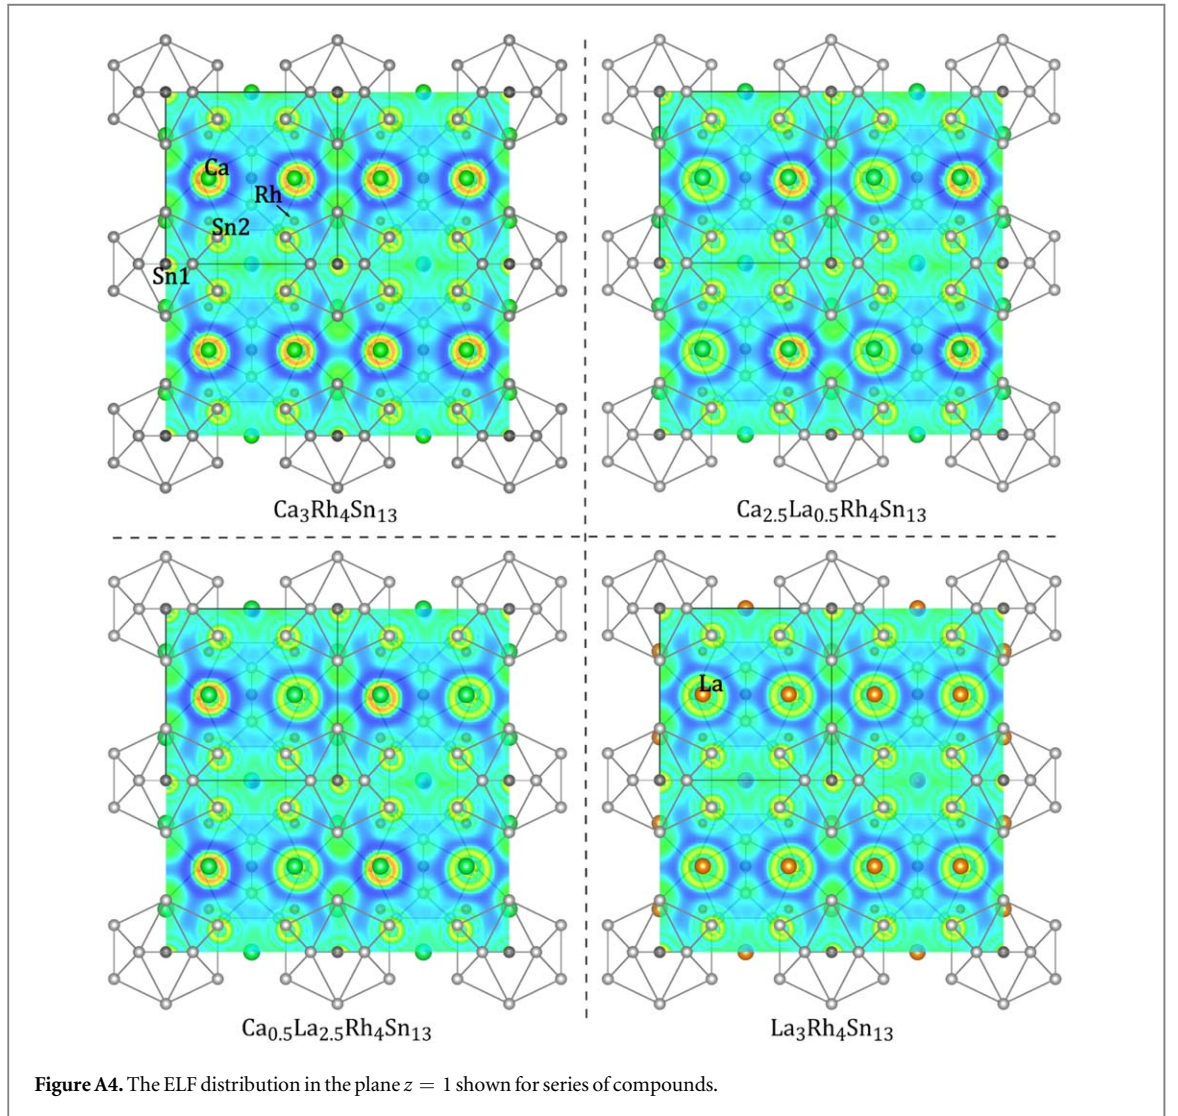 Ca
Rh
Sn2
Sn1
Ca₃Rh₄Sn₁₃
Ca₂.₅La₀.₅Rh₄Sn₁₃
La
Ca₀.₅La₂.₅Rh₄Sn₁₃
La₃Rh₄Sn₁₃
Figure A4. The ELF distribution in the plane z = 1 shown for series of compounds.